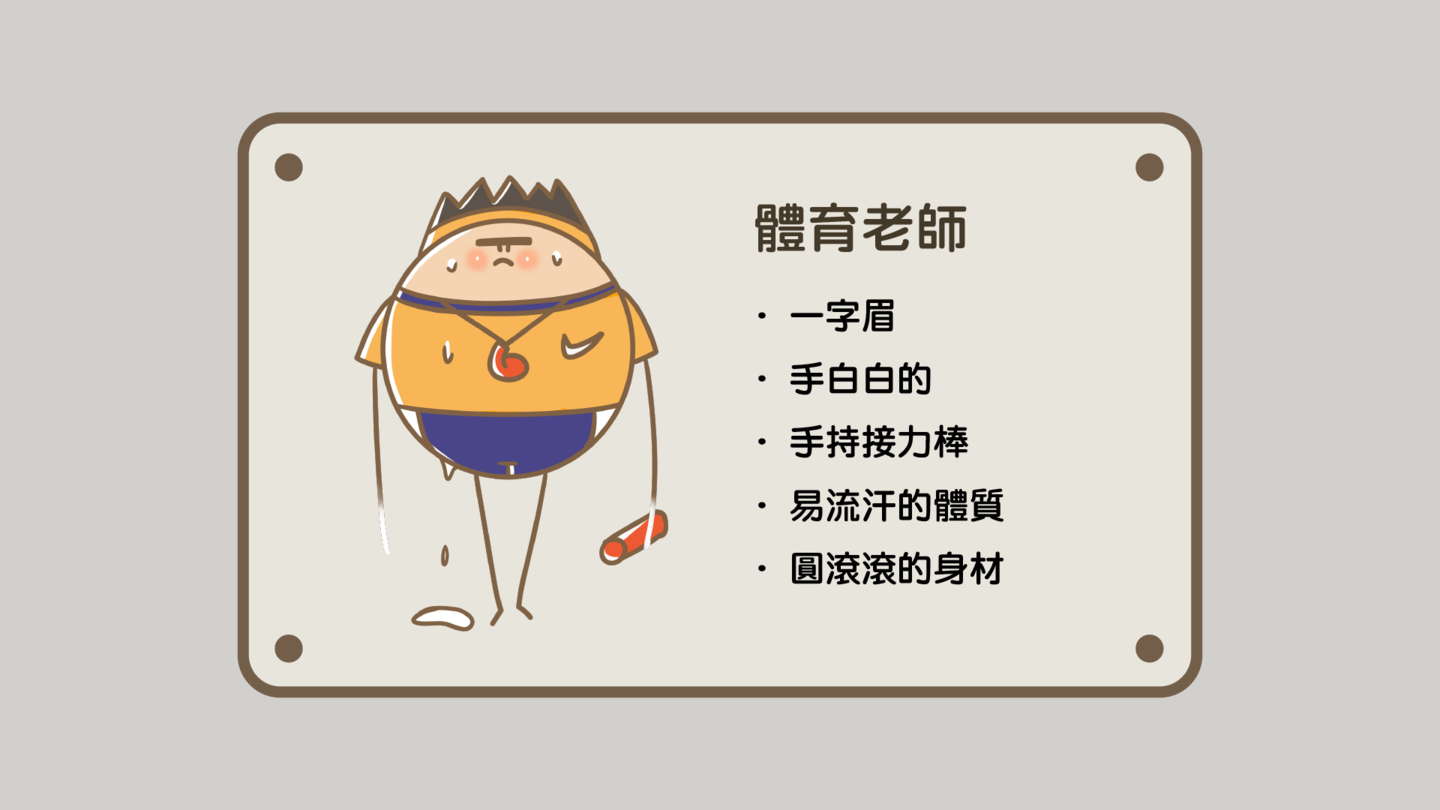 體育老師
· 一字眉
· 手白白的
· 手持接力棒
· 易流汗的體質
· 圓滾滾的身材